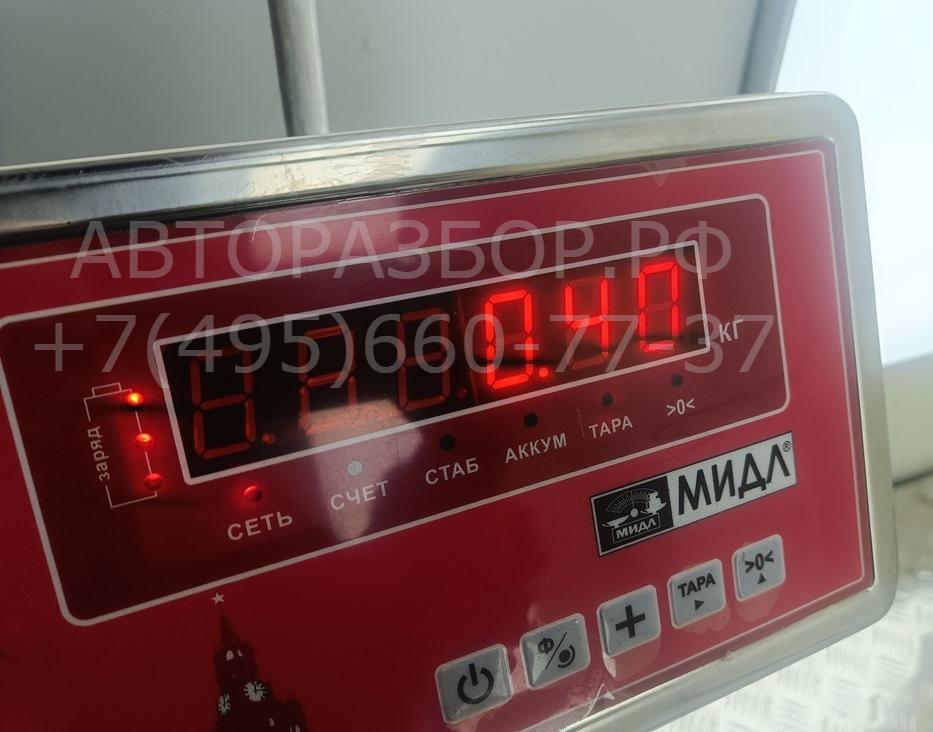 АВТОРАЗБОР.РФ
0.40
+7(495)660-77-37
кг
заряд
СЕТЬ
СЧЕТ
СТАБ
АККУМ
ТАРА
>0<
МИДЛ®
МИДЛ
Ф/
+
ТАРА
>0<